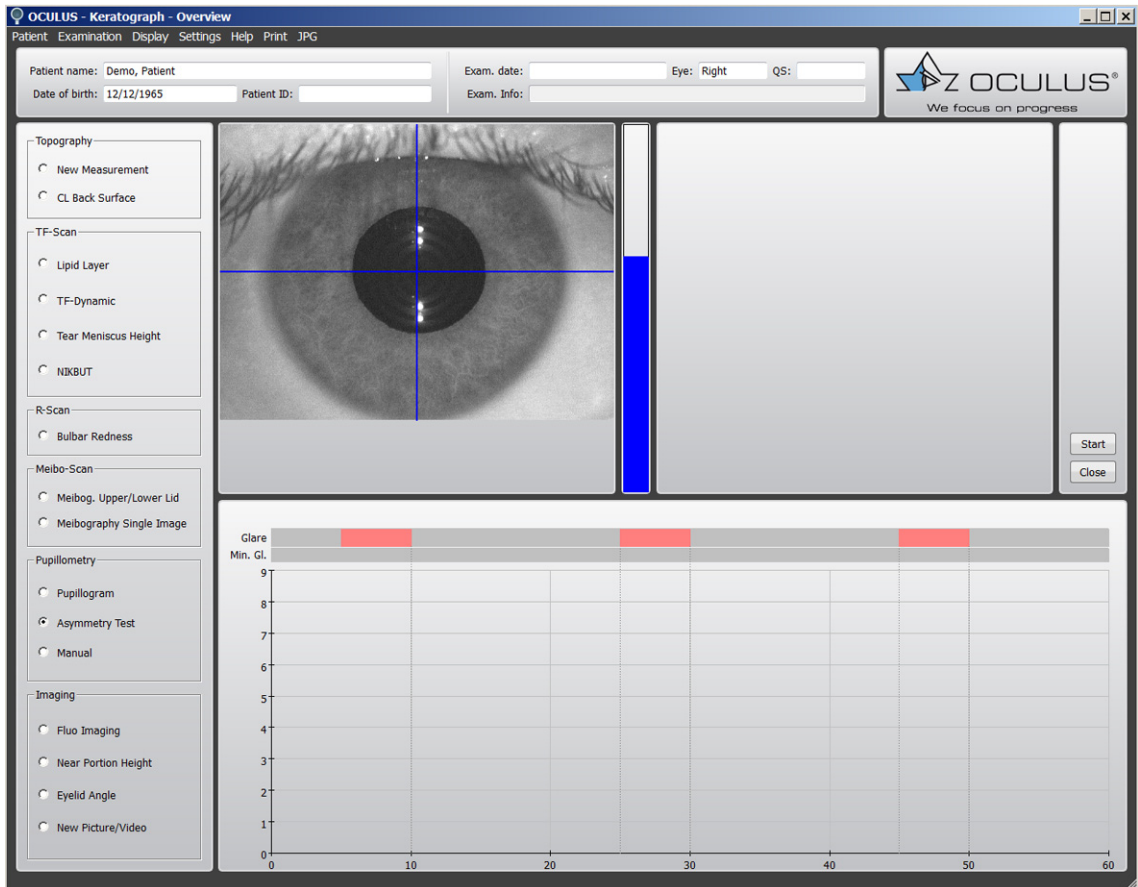 OCULUS - Keratograph - Overview
Patient Examination Display Settings Help Print JPG
Patient name: Demo, Patient
Date of birth: 12/12/1965 Patient ID:
Exam. date: Eye: Right QS:
Exam. Info:
OCULUS®
We focus on progress
Topography
New Measurement
CL Back Surface
TF-Scan
Lipid Layer
TF-Dynamic
Tear Meniscus Height
NIKBUT
R-Scan
Bulbar Redness
Meibo-Scan
Meibog. Upper/Lower Lid
Meibography Single Image
Pupillometry
Pupillogram
Asymmetry Test
Manual
Imaging
Fluo Imaging
Near Portion Height
Eyelid Angle
New Picture/Video
Start
Close
Glare
Min. Gl.
9
8
7
6
5
4
3
2
1
0
0 10 20 30 40 50 60